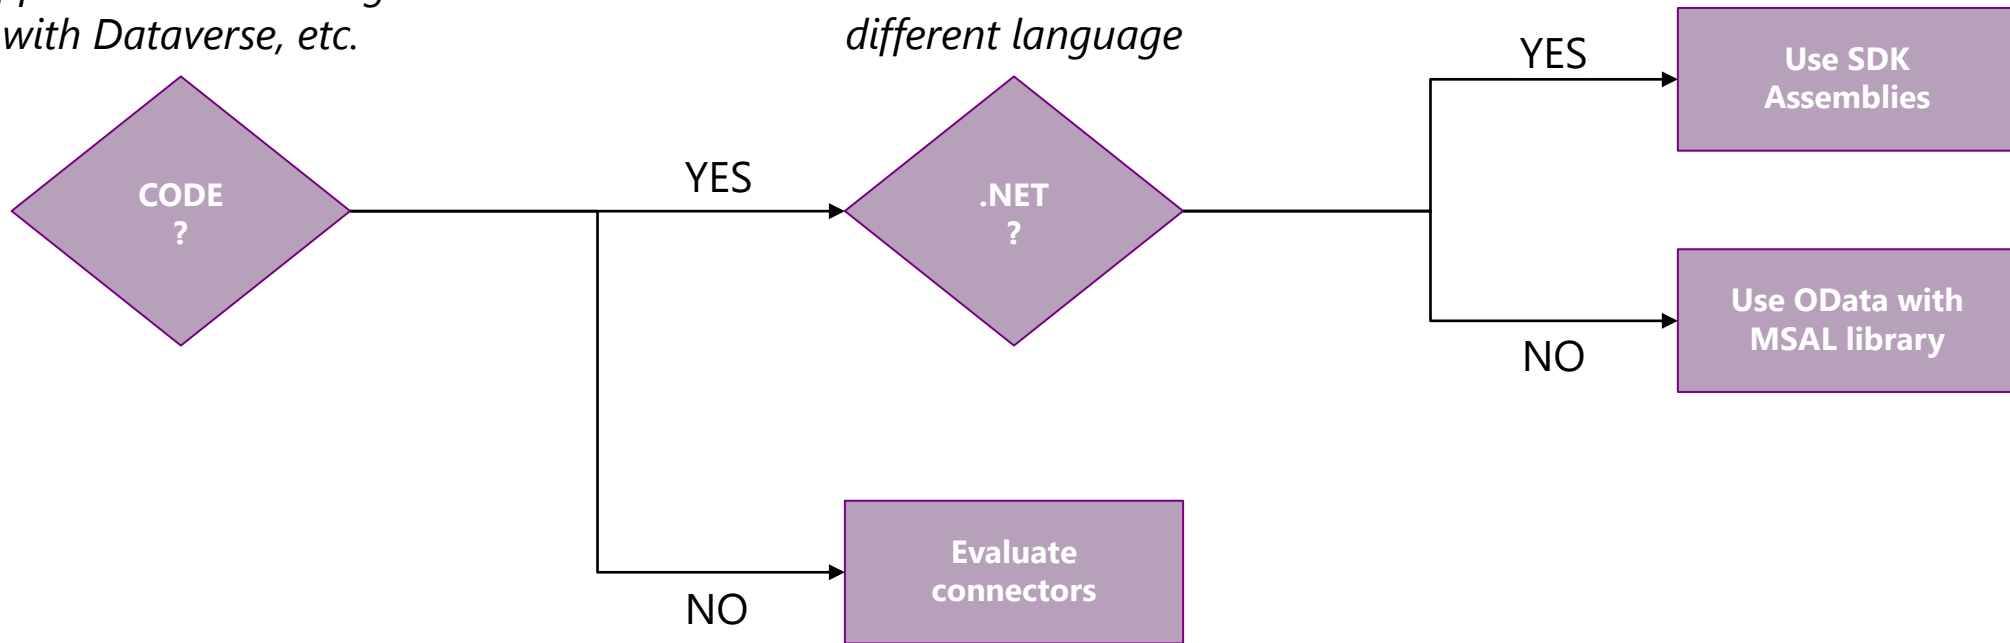 with Dataverse, etc.
different language
YES
Use SDK
Assemblies
CODE
?
YES
.NET
?
Use OData with
MSAL library
NO
Evaluate
connectors
NO